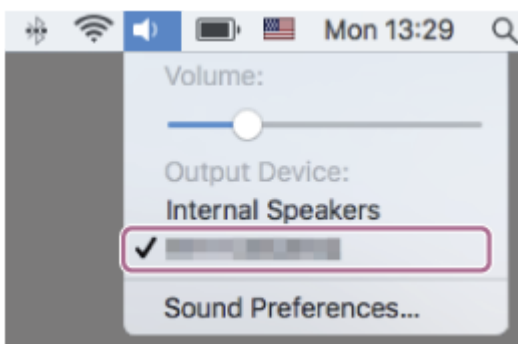 Mon 13:29
Volume:
Output Device:
Internal Speakers
Sound Preferences...